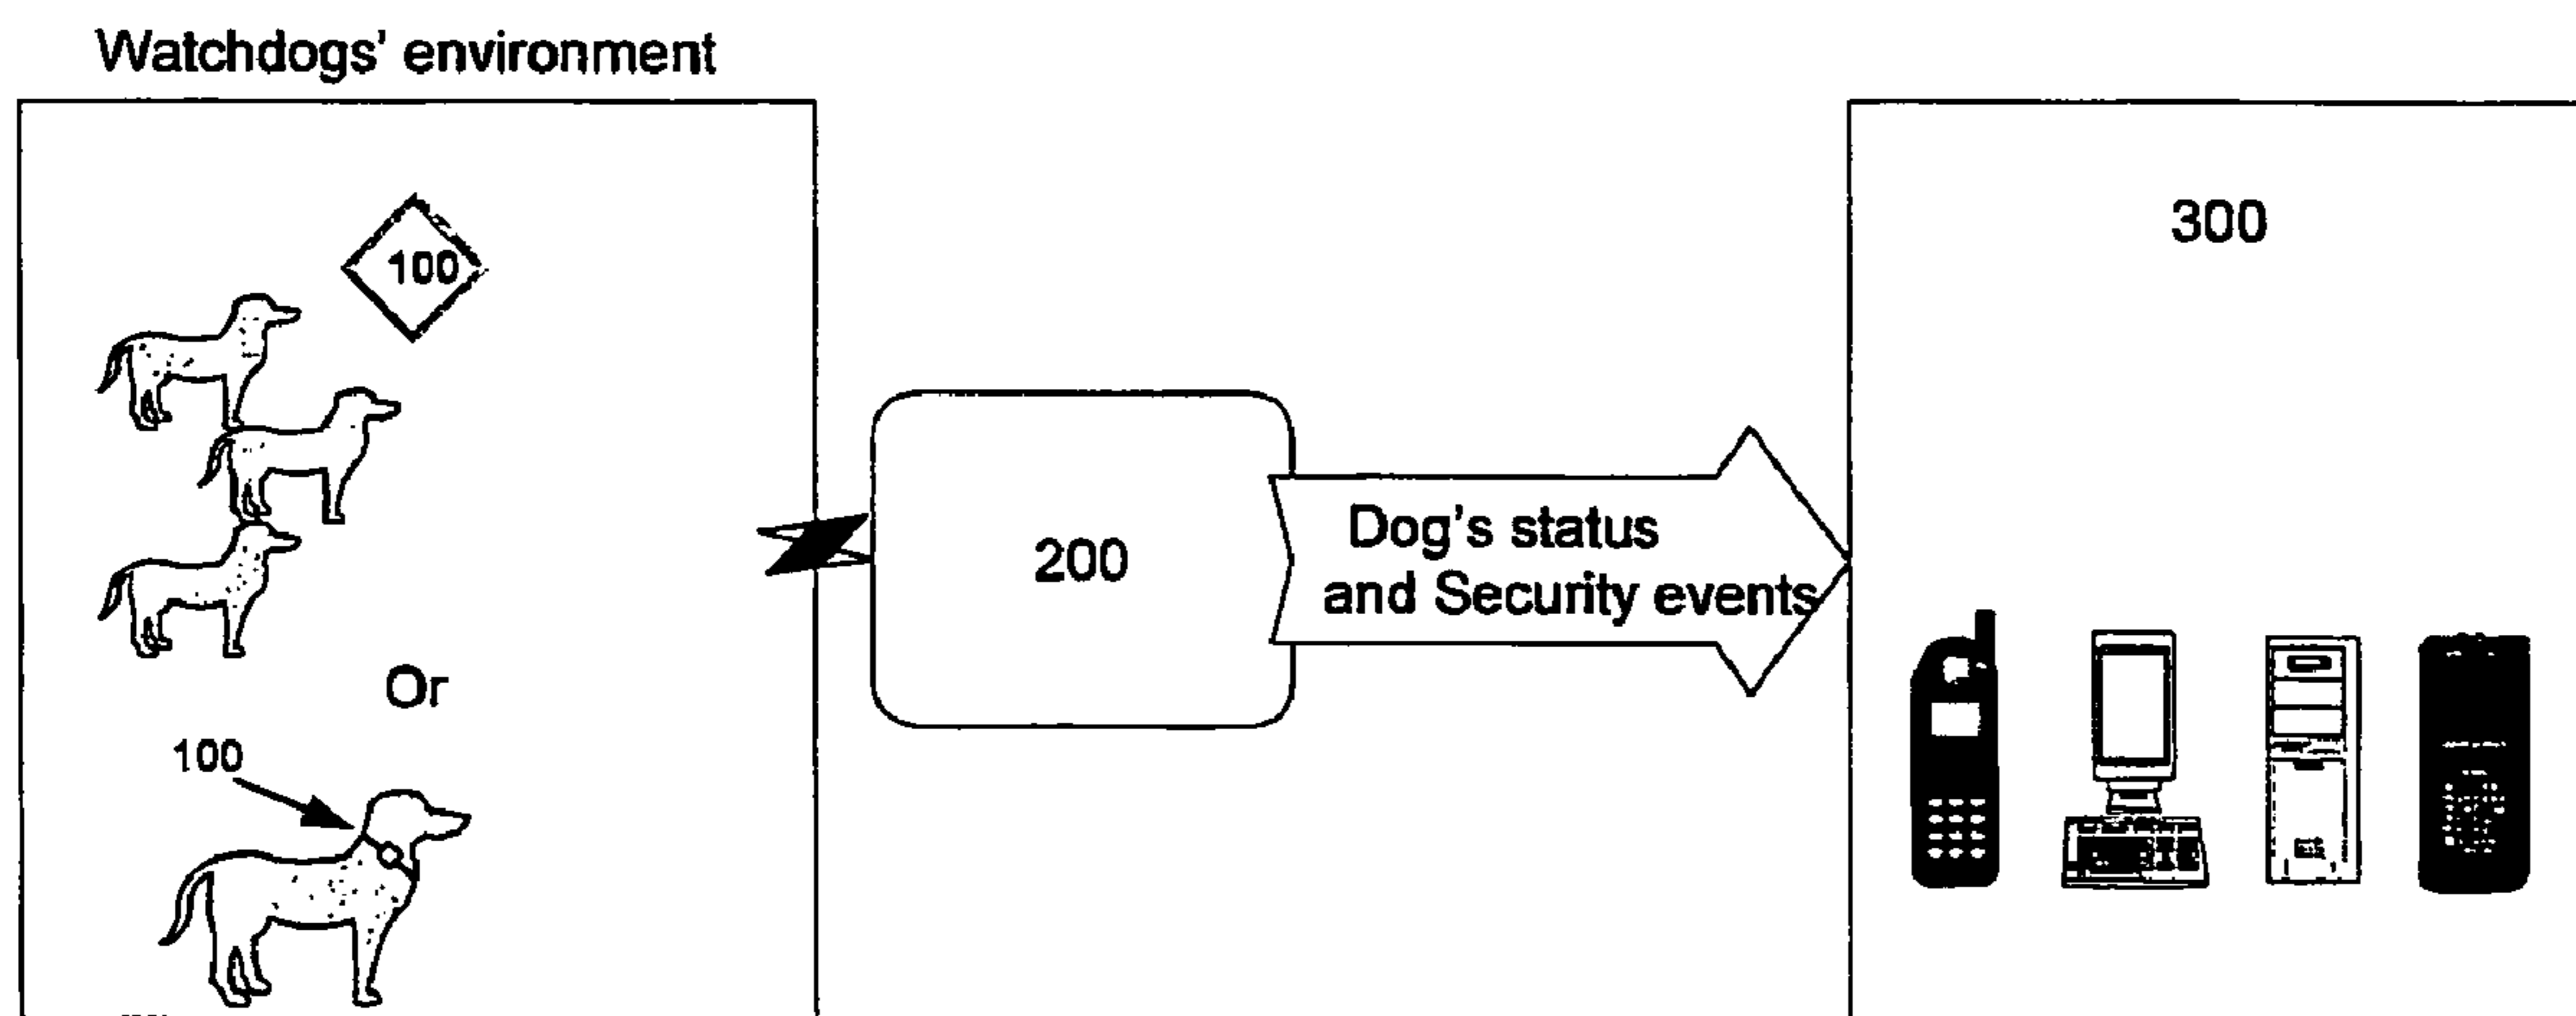 Watchdogs' environment
100
Or
100
200
Dog's status
and Security events
300